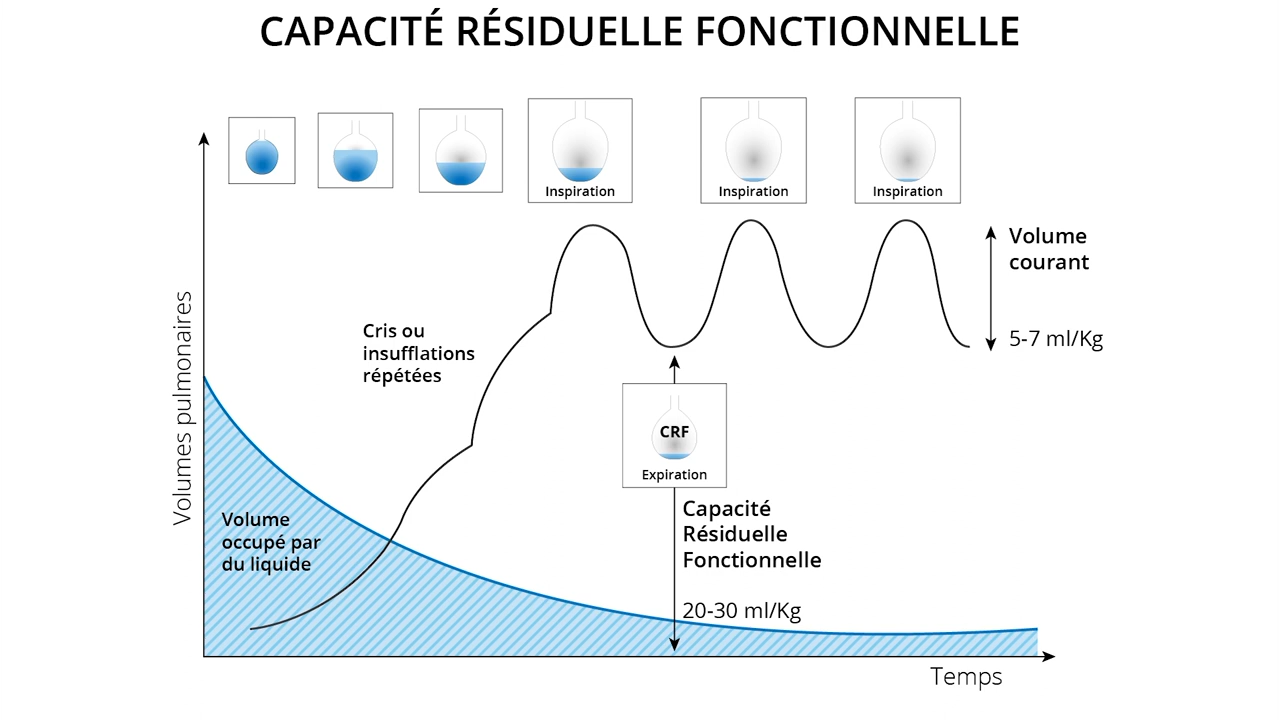 CAPACITÉ RÉSIDUELLE FONCTIONNELLE
Inspiration
Inspiration
Inspiration
Volume
courant
5-7 ml/Kg
Volumes pulmonaires
Cris ou
insufflations
répétées
CRF
Expiration
Capacité
Résiduelle
Fonctionnelle
20-30 ml/Kg
Volume
occupé par
du liquide
Temps